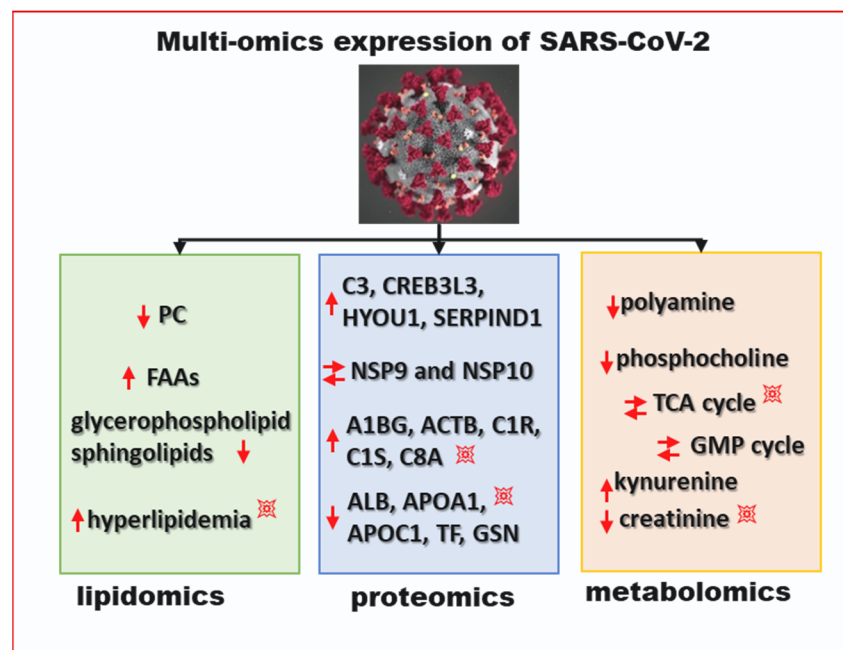 Multi-omics expression of SARS-CoV-2
PC
FAAs
glycerophospholipid
sphingolipids
hyperlipidemia
lipidomics
C3, CREB3L3,
HYOU1, SERPIND1
NSP9 and NSP10
A1BG, ACTB, C1R,
C1S, C8A
ALB, APOA1,
APOC1, TF, GSN
proteomics
polyamine
phosphocholine
TCA cycle
GMP cycle
kynurenine
creatinine
metabolomics